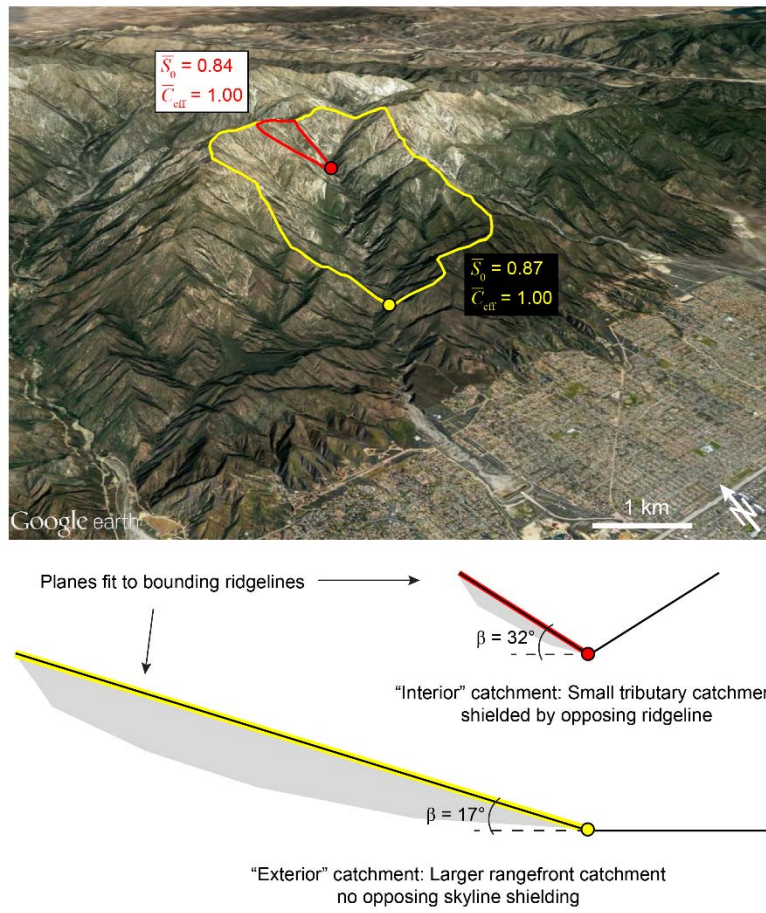 S̅₀ = 0.84
C̅eff = 1.00
S̅₀ = 0.87
C̅eff = 1.00
Google earth
1 km
N
Planes fit to bounding ridgelines
β = 32°
“Interior” catchment: Small tributary catchme
shielded by opposing ridgeline
β = 17°
“Exterior” catchment: Larger rangefront catchment
no opposing skyline shielding